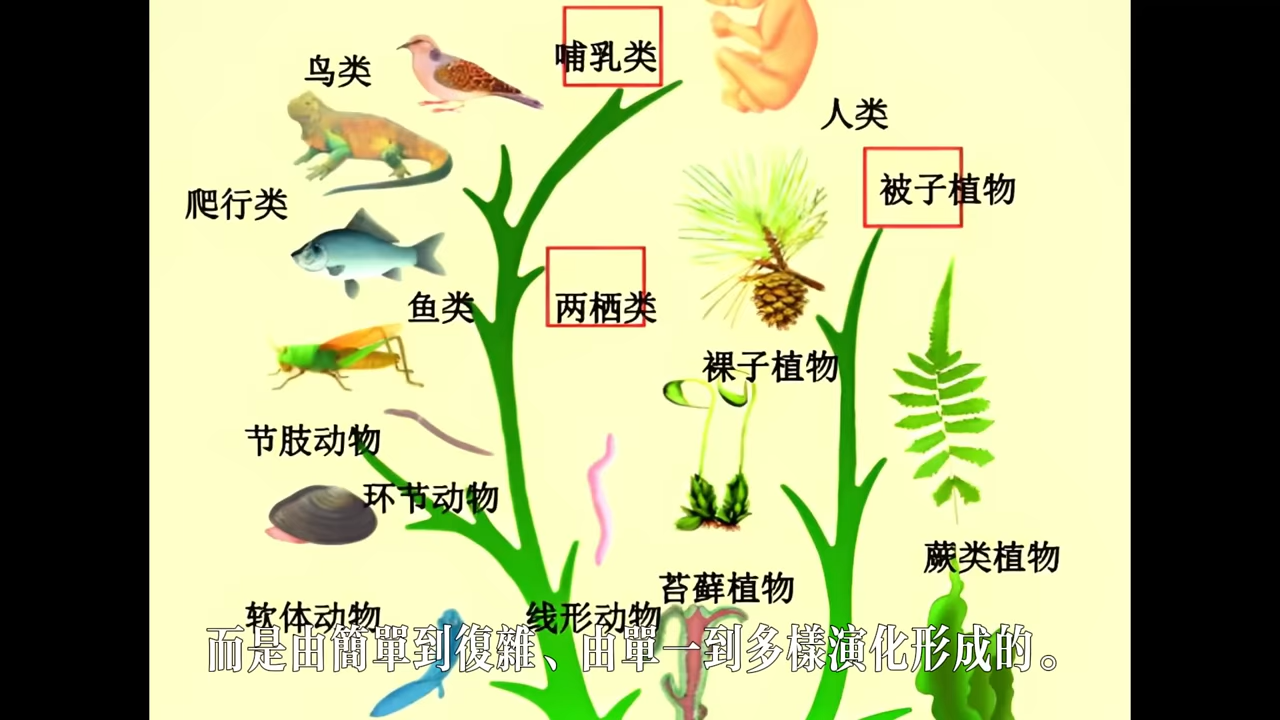 哺乳类
鸟类
人类
爬行类
被子植物
鱼类
两栖类
裸子植物
节肢动物
环节动物
蕨类植物
苔藓植物
软体动物
线形动物
而是由簡單到復雜、由單一到多樣演化形成的。